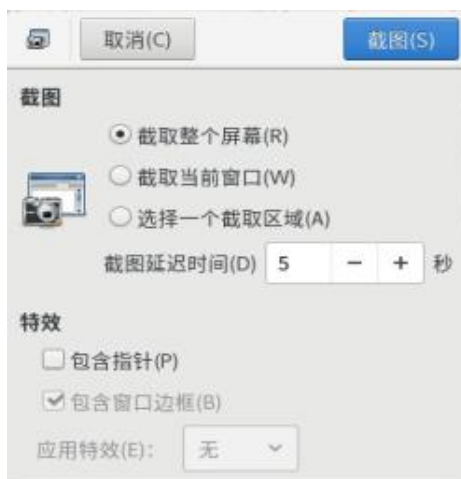 取消(C) 截图(S)
截图
截取整个屏幕(R)
截取当前窗口(W)
选择一个截取区域(A)
截图延迟时间(D) 5 − + 秒
特效
包含指针(P)
包含窗口边框(B)
应用特效(E): 无